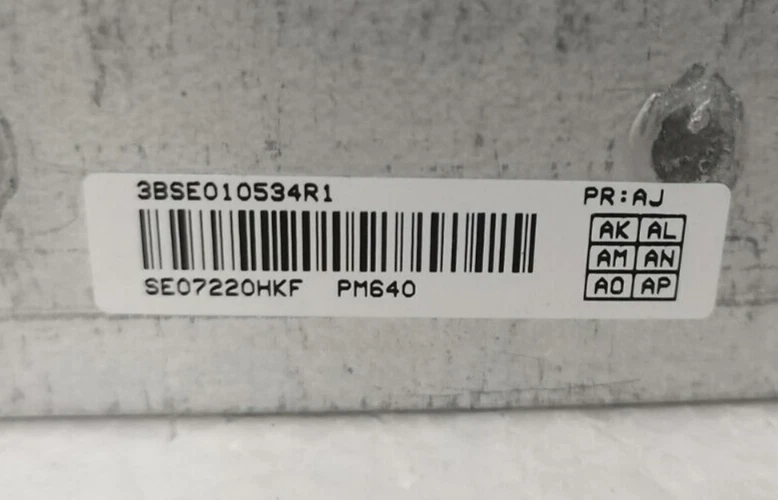 3BSE010534R1
SE07220HKF PM640
PR:AJ
AK AL
AM AN
AO AP